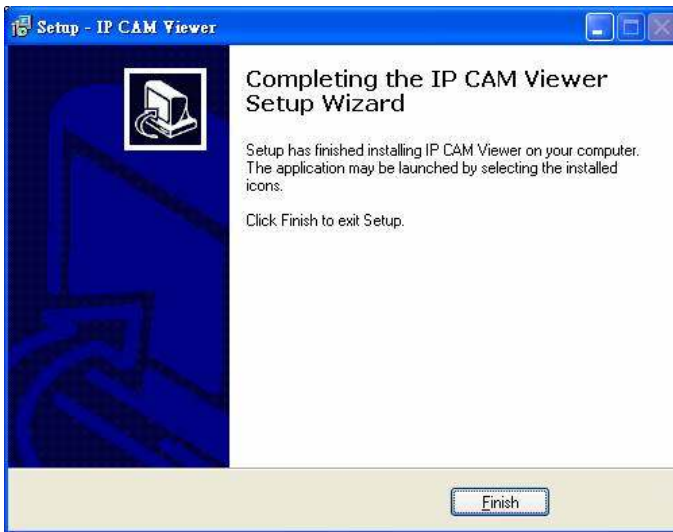 Setup - IP CAM Viewer
Completing the IP CAM Viewer
Setup Wizard
Setup has finished installing IP CAM Viewer on your computer.
The application may be launched by selecting the installed
icons.
Click Finish to exit Setup.
Finish